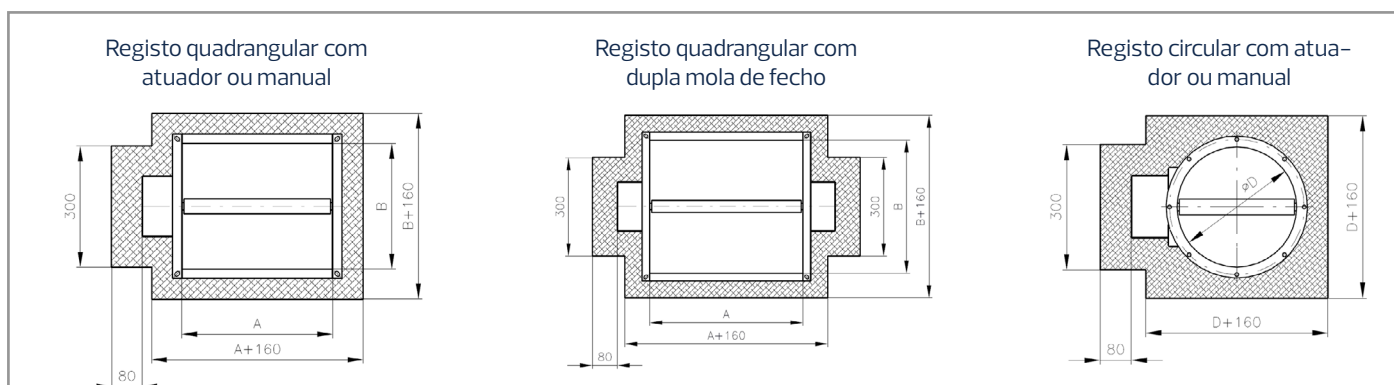 Registo quadrangular com
atuador ou manual
300
B
B+160
A
A+160
80
Registo quadrangular com
dupla mola de fecho
300
300
B
B+160
A
A+160
80
Registo circular com atua-
dor ou manual
300
øD
D+160
D+160
80